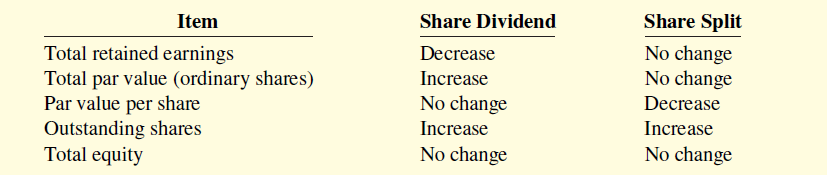 Item Share Dividend Share Split
Total retained earnings Decrease No change
Total par value (ordinary shares) Increase No change
Par value per share No change Decrease
Outstanding shares Increase Increase
Total equity No change No change